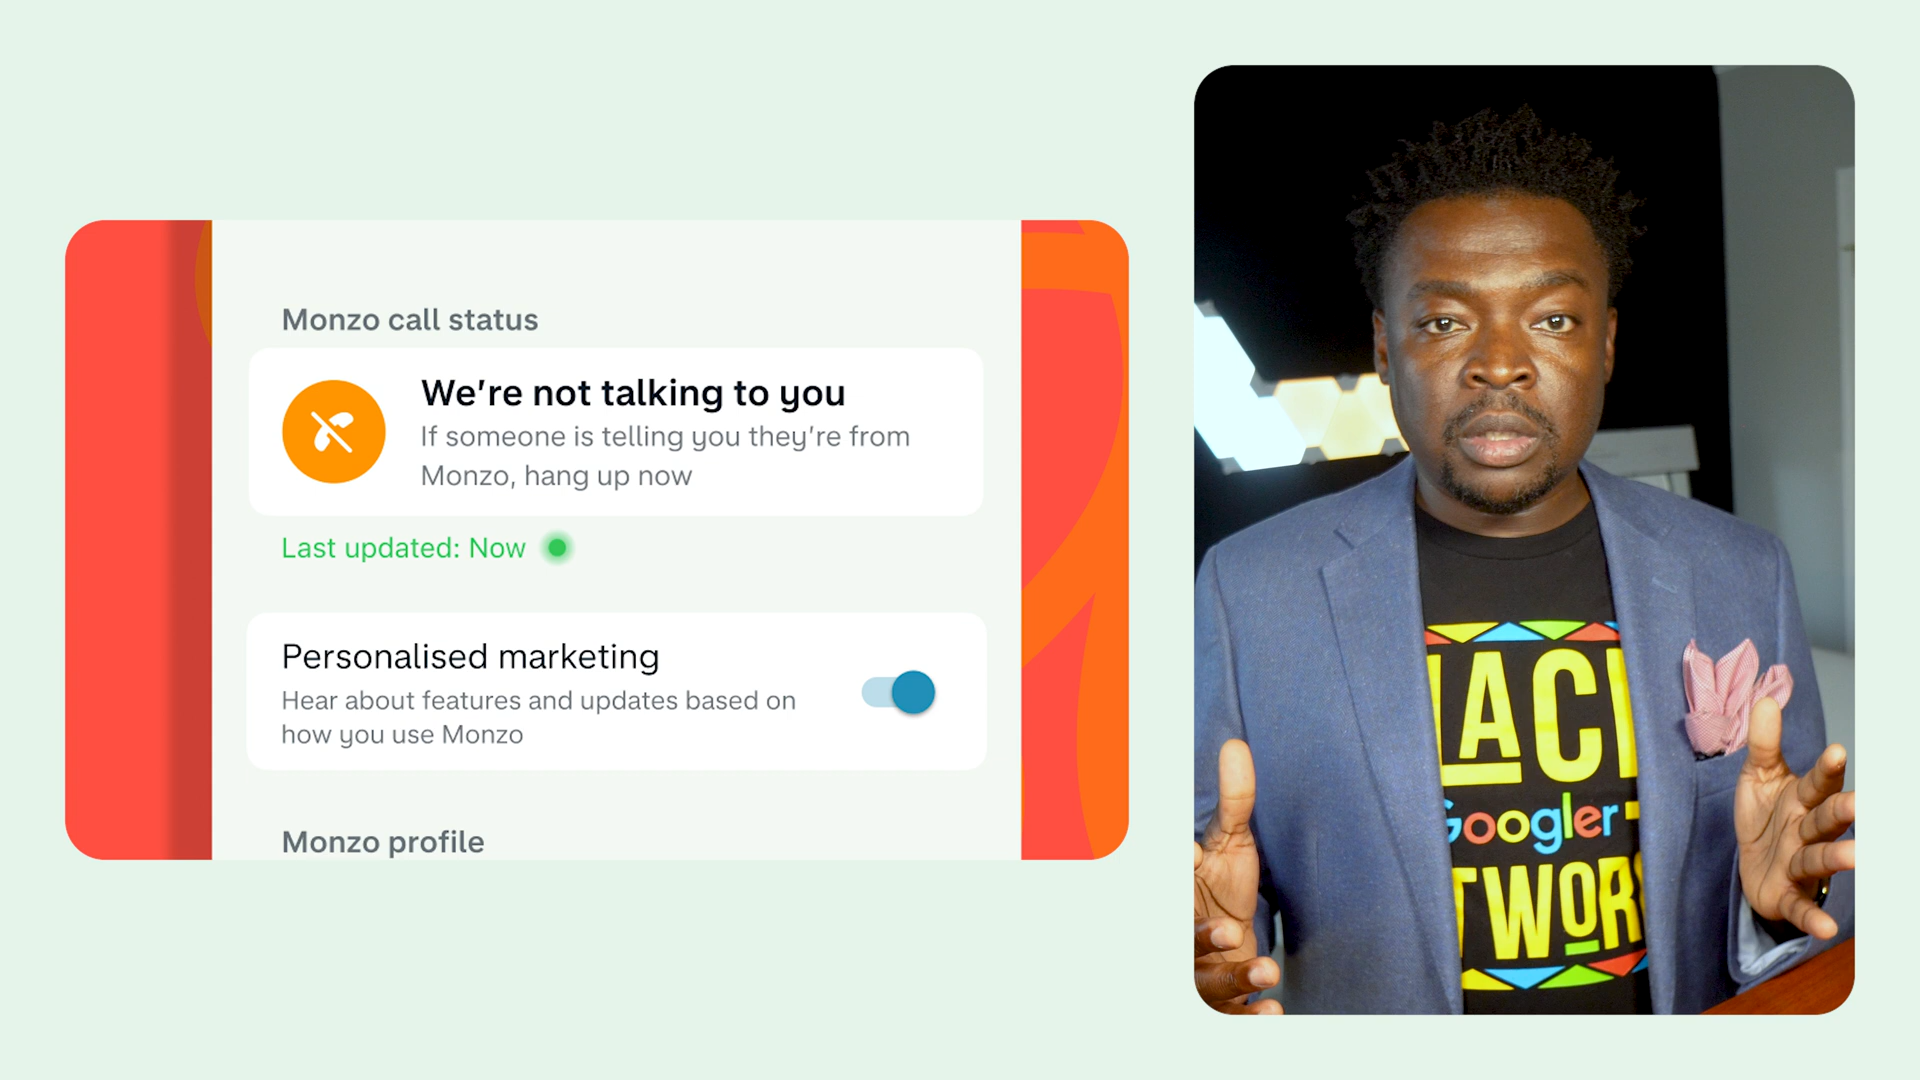 Monzo call status
We're not talking to you
If someone is telling you they're from
Monzo, hang up now
Last updated: Now
Personalised marketing
Hear about features and updates based on
how you use Monzo
Monzo profile
Googler